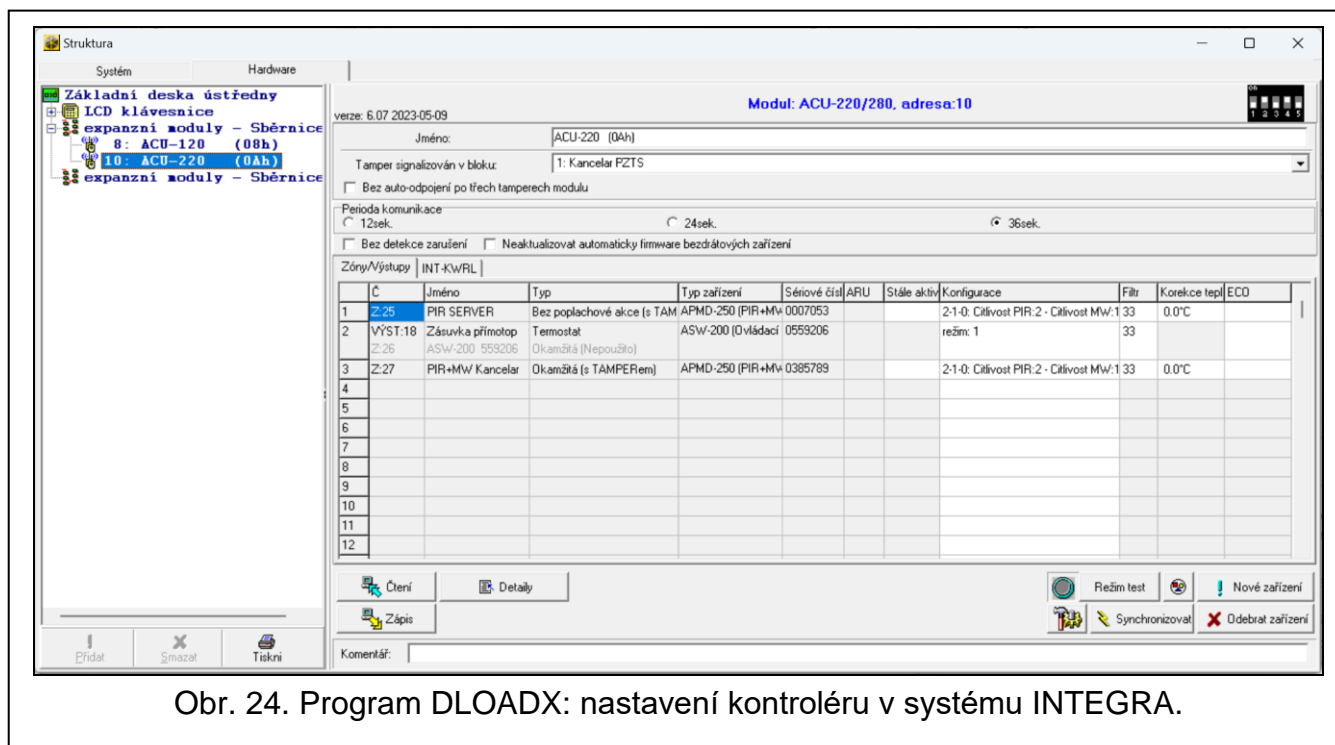 Struktura
Systém Hardware
Základní deska ústředny
LCD klávesnice
expanzní moduly – Sběrnice
8: ACU-120 (08h)
10: ACU-220 (0Ah)
expanzní moduly – Sběrnice
Přidat Smazat Tiskni
verze: 6.07 2023-05-09 Modul: ACU-220/280, adresa:10
on
1 2 3 4 5
Jméno: ACU-220 (0Ah)
Tamper signalizován v bloku: 1: Kancelar PZTS
Bez auto-odpojení po třech tamperech modulu
Perioda komunikace
12sek. 24sek. 36sek.
Bez detekce zarušení Neaktualizovat automaticky firmware bezdrátových zařízení
Zóny/Výstupy INT-KWRL
Č Jméno Typ Typ zařízení Sériové čísl ARU Stále aktiv Konfigurace Filtr Korekce tepl ECO
1 Z:25 PIR SERVER Bez poplachové akce (s TAM APMD-250 (PIR+MW 0007053 2-1-0: Citlivost PIR:2 - Citlivost MW:1 33 0.0°C
2 VÝST:18 Zásuvka přímotop Termostat ASW-200 (Ovládací 0559206 režim: 1 33
Z:26 ASW-200 559206 Okamžitá (Nepoužito)
3 Z:27 PIR+MW Kancelar Okamžitá (s TAMPERem) APMD-250 (PIR+MW 0385789 2-1-0: Citlivost PIR:2 - Citlivost MW:1 33 0.0°C
4
5
6
7
8
9
10
11
12
Čtení Detaily Režim test Nové zařízení
Zápis Synchronizovat Odebrat zařízení
Komentář:
Obr. 24. Program DLOADX: nastavení kontroléru v systému INTEGRA.